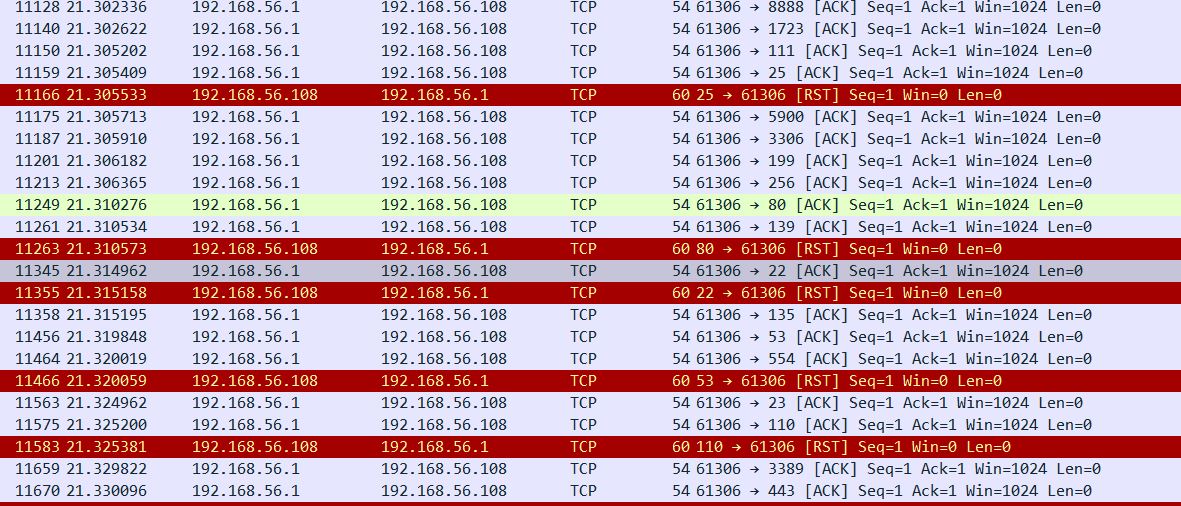 11128 21.302336 192.168.56.1 192.168.56.108 TCP 54 61306 → 8888 [ACK] Seq=1 Ack=1 Win=1024 Len=0
11140 21.302622 192.168.56.1 192.168.56.108 TCP 54 61306 → 1723 [ACK] Seq=1 Ack=1 Win=1024 Len=0
11150 21.305202 192.168.56.1 192.168.56.108 TCP 54 61306 → 111 [ACK] Seq=1 Ack=1 Win=1024 Len=0
11159 21.305409 192.168.56.1 192.168.56.108 TCP 54 61306 → 25 [ACK] Seq=1 Ack=1 Win=1024 Len=0
11166 21.305533 192.168.56.108 192.168.56.1 TCP 60 25 → 61306 [RST] Seq=1 Win=0 Len=0
11175 21.305713 192.168.56.1 192.168.56.108 TCP 54 61306 → 5900 [ACK] Seq=1 Ack=1 Win=1024 Len=0
11187 21.305910 192.168.56.1 192.168.56.108 TCP 54 61306 → 3306 [ACK] Seq=1 Ack=1 Win=1024 Len=0
11201 21.306182 192.168.56.1 192.168.56.108 TCP 54 61306 → 199 [ACK] Seq=1 Ack=1 Win=1024 Len=0
11213 21.306365 192.168.56.1 192.168.56.108 TCP 54 61306 → 256 [ACK] Seq=1 Ack=1 Win=1024 Len=0
11249 21.310276 192.168.56.1 192.168.56.108 TCP 54 61306 → 80 [ACK] Seq=1 Ack=1 Win=1024 Len=0
11261 21.310534 192.168.56.1 192.168.56.108 TCP 54 61306 → 139 [ACK] Seq=1 Ack=1 Win=1024 Len=0
11263 21.310573 192.168.56.108 192.168.56.1 TCP 60 80 → 61306 [RST] Seq=1 Win=0 Len=0
11345 21.314962 192.168.56.1 192.168.56.108 TCP 54 61306 → 22 [ACK] Seq=1 Ack=1 Win=1024 Len=0
11355 21.315158 192.168.56.108 192.168.56.1 TCP 60 22 → 61306 [RST] Seq=1 Win=0 Len=0
11358 21.315195 192.168.56.1 192.168.56.108 TCP 54 61306 → 135 [ACK] Seq=1 Ack=1 Win=1024 Len=0
11456 21.319848 192.168.56.1 192.168.56.108 TCP 54 61306 → 53 [ACK] Seq=1 Ack=1 Win=1024 Len=0
11464 21.320019 192.168.56.1 192.168.56.108 TCP 54 61306 → 554 [ACK] Seq=1 Ack=1 Win=1024 Len=0
11466 21.320059 192.168.56.108 192.168.56.1 TCP 60 53 → 61306 [RST] Seq=1 Win=0 Len=0
11563 21.324962 192.168.56.1 192.168.56.108 TCP 54 61306 → 23 [ACK] Seq=1 Ack=1 Win=1024 Len=0
11575 21.325200 192.168.56.1 192.168.56.108 TCP 54 61306 → 110 [ACK] Seq=1 Ack=1 Win=1024 Len=0
11583 21.325381 192.168.56.108 192.168.56.1 TCP 60 110 → 61306 [RST] Seq=1 Win=0 Len=0
11659 21.329822 192.168.56.1 192.168.56.108 TCP 54 61306 → 3389 [ACK] Seq=1 Ack=1 Win=1024 Len=0
11670 21.330096 192.168.56.1 192.168.56.108 TCP 54 61306 → 443 [ACK] Seq=1 Ack=1 Win=1024 Len=0